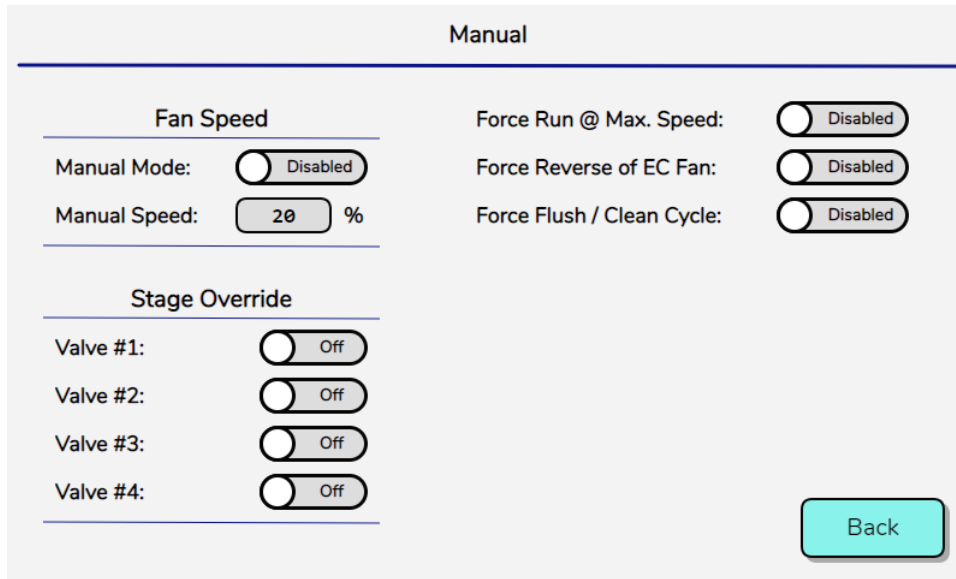 Manual
Fan Speed
Manual Mode: Disabled
Manual Speed: 20 %
Stage Override
Valve #1: Off
Valve #2: Off
Valve #3: Off
Valve #4: Off
Force Run @ Max. Speed: Disabled
Force Reverse of EC Fan: Disabled
Force Flush / Clean Cycle: Disabled
Back